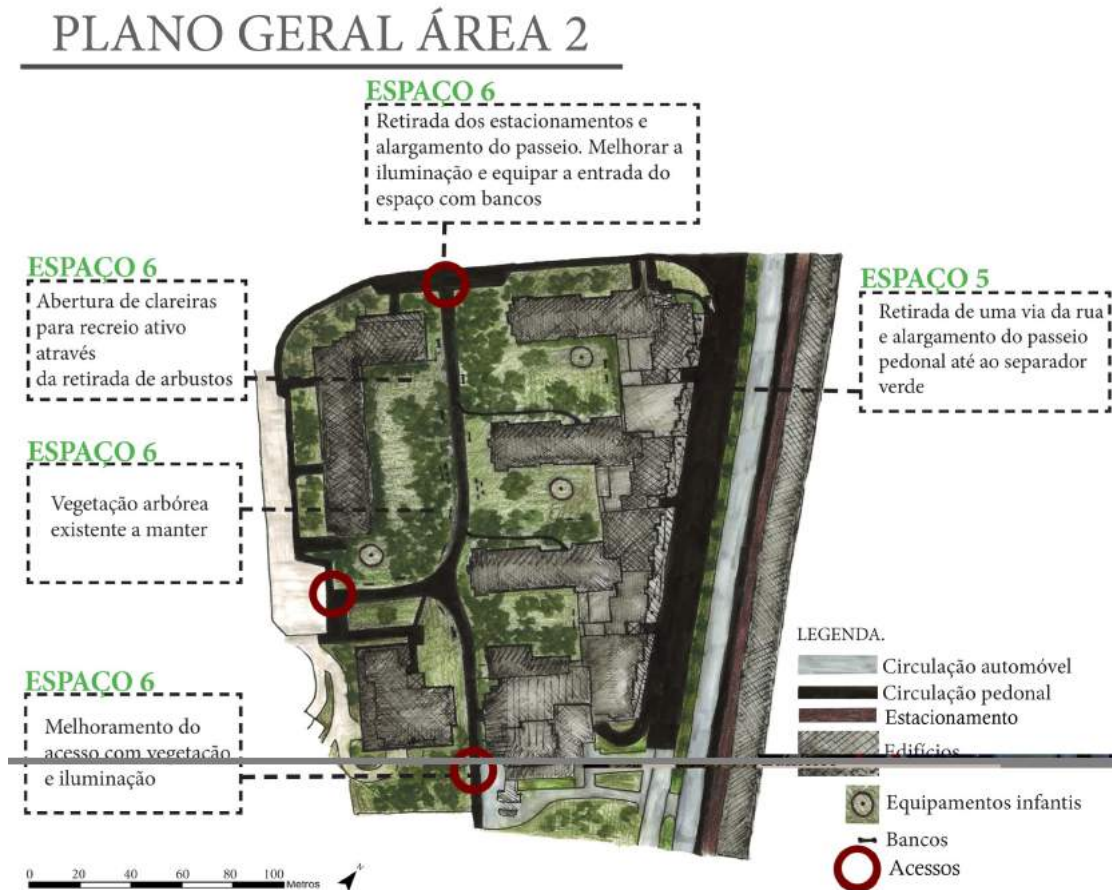 PLANO GERAL ÁREA 2
ESPAÇO 6
Retirada dos estacionamentos e
alargamento do passeio. Melhorar a
iluminação e equipar a entrada do
espaço com bancos
ESPAÇO 6
Abertura de clareiras
para recreio ativo
através
da retirada de arbustos
ESPAÇO 5
Retirada de uma via da rua
e alargamento do passeio
pedonal até ao separador
verde
ESPAÇO 6
Vegetação arbórea
existente a manter
ESPAÇO 6
Melhoramento do
acesso com vegetação
e iluminação
LEGENDA.
Circulação automóvel
Circulação pedonal
Estacionamento
Edifícios
Equipamentos infantis
Bancos
Acessos
0 20 40 60 80 100
Metros
N